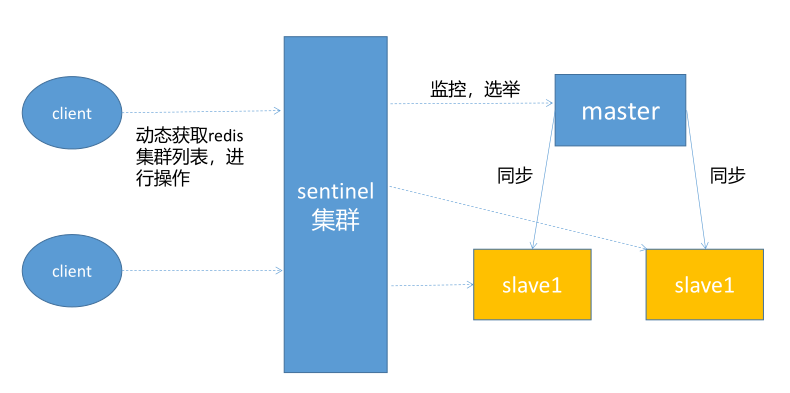 client
动态获取redis
集群列表，进
行操作
client
sentinel
集群
监控，选举
master
同步
同步
slave1
slave1